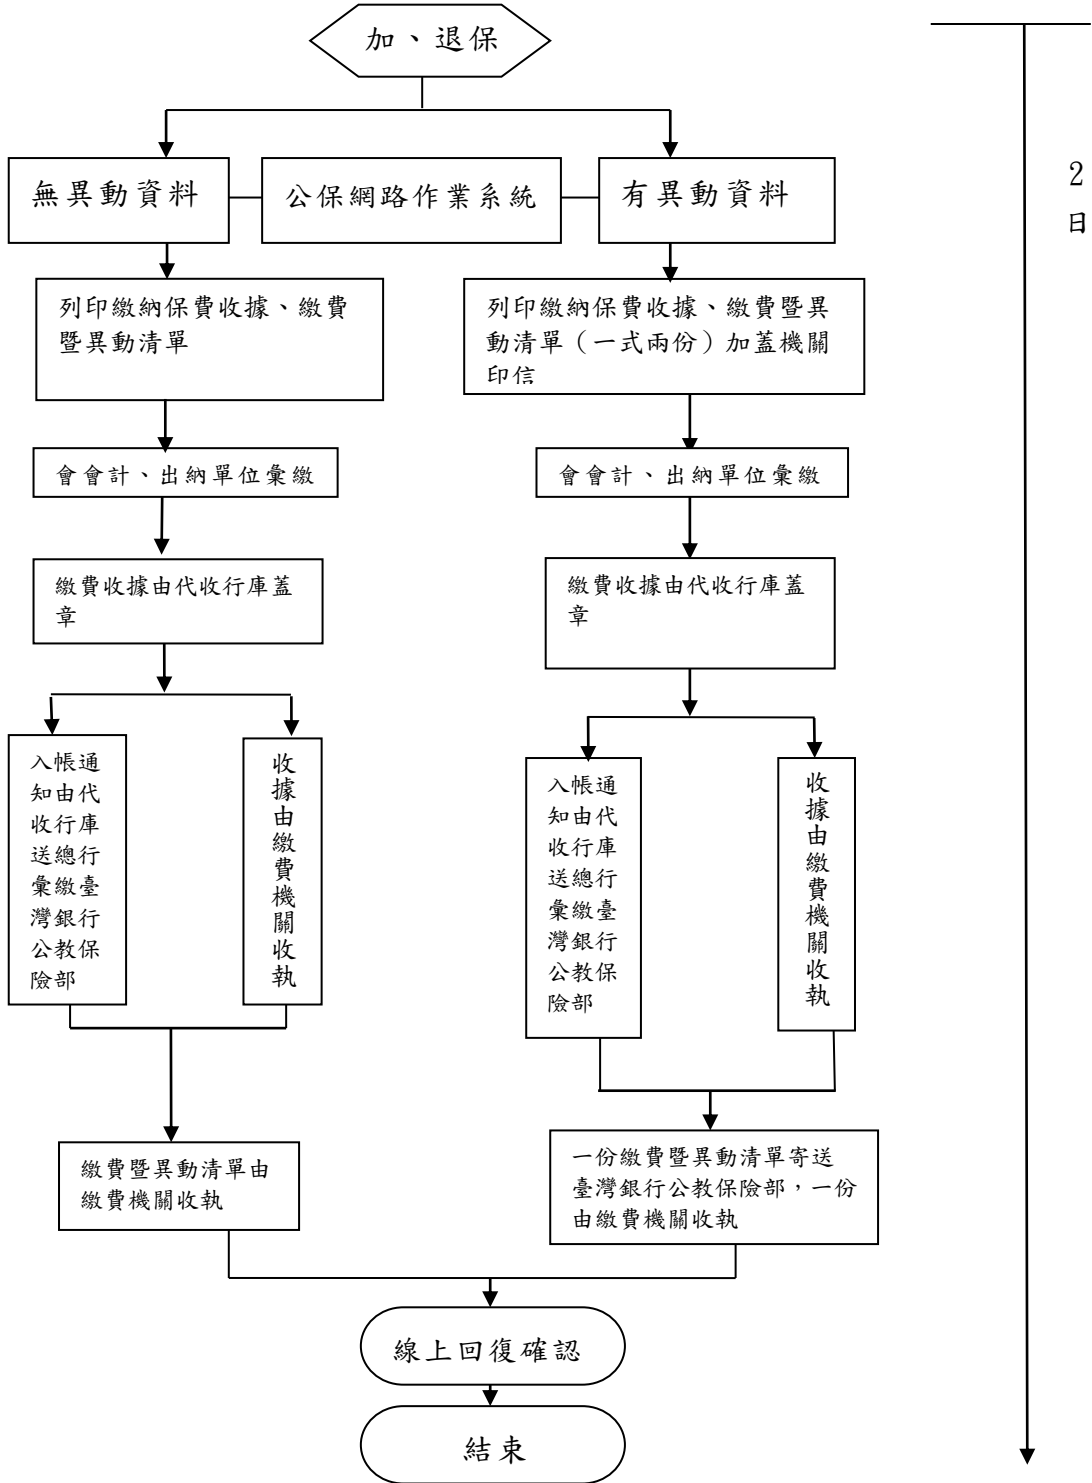 加、退保
無異動資料
公保網路作業系統
有異動資料
2
日
列印繳納保費收據、繳費
暨異動清單
列印繳納保費收據、繳費暨異
動清單（一式兩份）加蓋機關
印信
會會計、出納單位彙繳
會會計、出納單位彙繳
繳費收據由代收行庫蓋
章
繳費收據由代收行庫蓋
章
入帳通
知由代
收行庫
送總行
彙繳臺
灣銀行
公教保
險部
收據由繳費機關收執
入帳通
知由代
收行庫
送總行
彙繳臺
灣銀行
公教保
險部
收據由繳費機關收執
繳費暨異動清單由
繳費機關收執
一份繳費暨異動清單寄送
臺灣銀行公教保險部，一份
由繳費機關收執
線上回復確認
結束